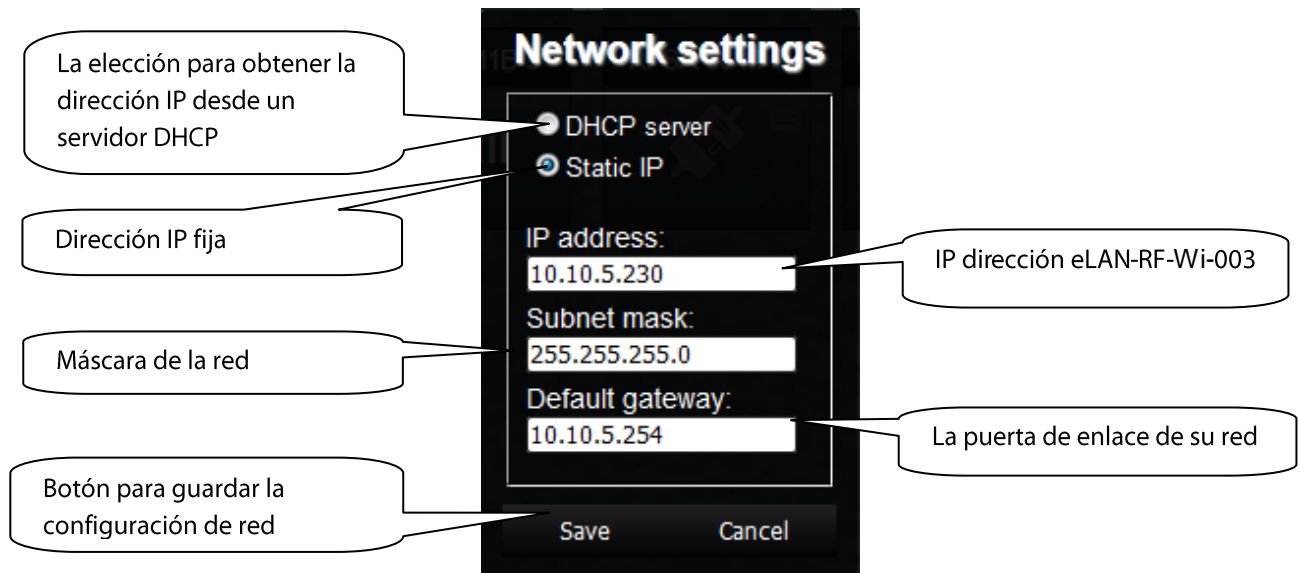 La elección para obtener la
dirección IP desde un
servidor DHCP
Dirección IP fija
Máscara de la red
Botón para guardar la
configuración de red
Network settings
DHCP server
Static IP
IP address:
10.10.5.230
Subnet mask:
255.255.255.0
Default gateway:
10.10.5.254
Save Cancel
IP dirección eLAN-RF-Wi-003
La puerta de enlace de su red